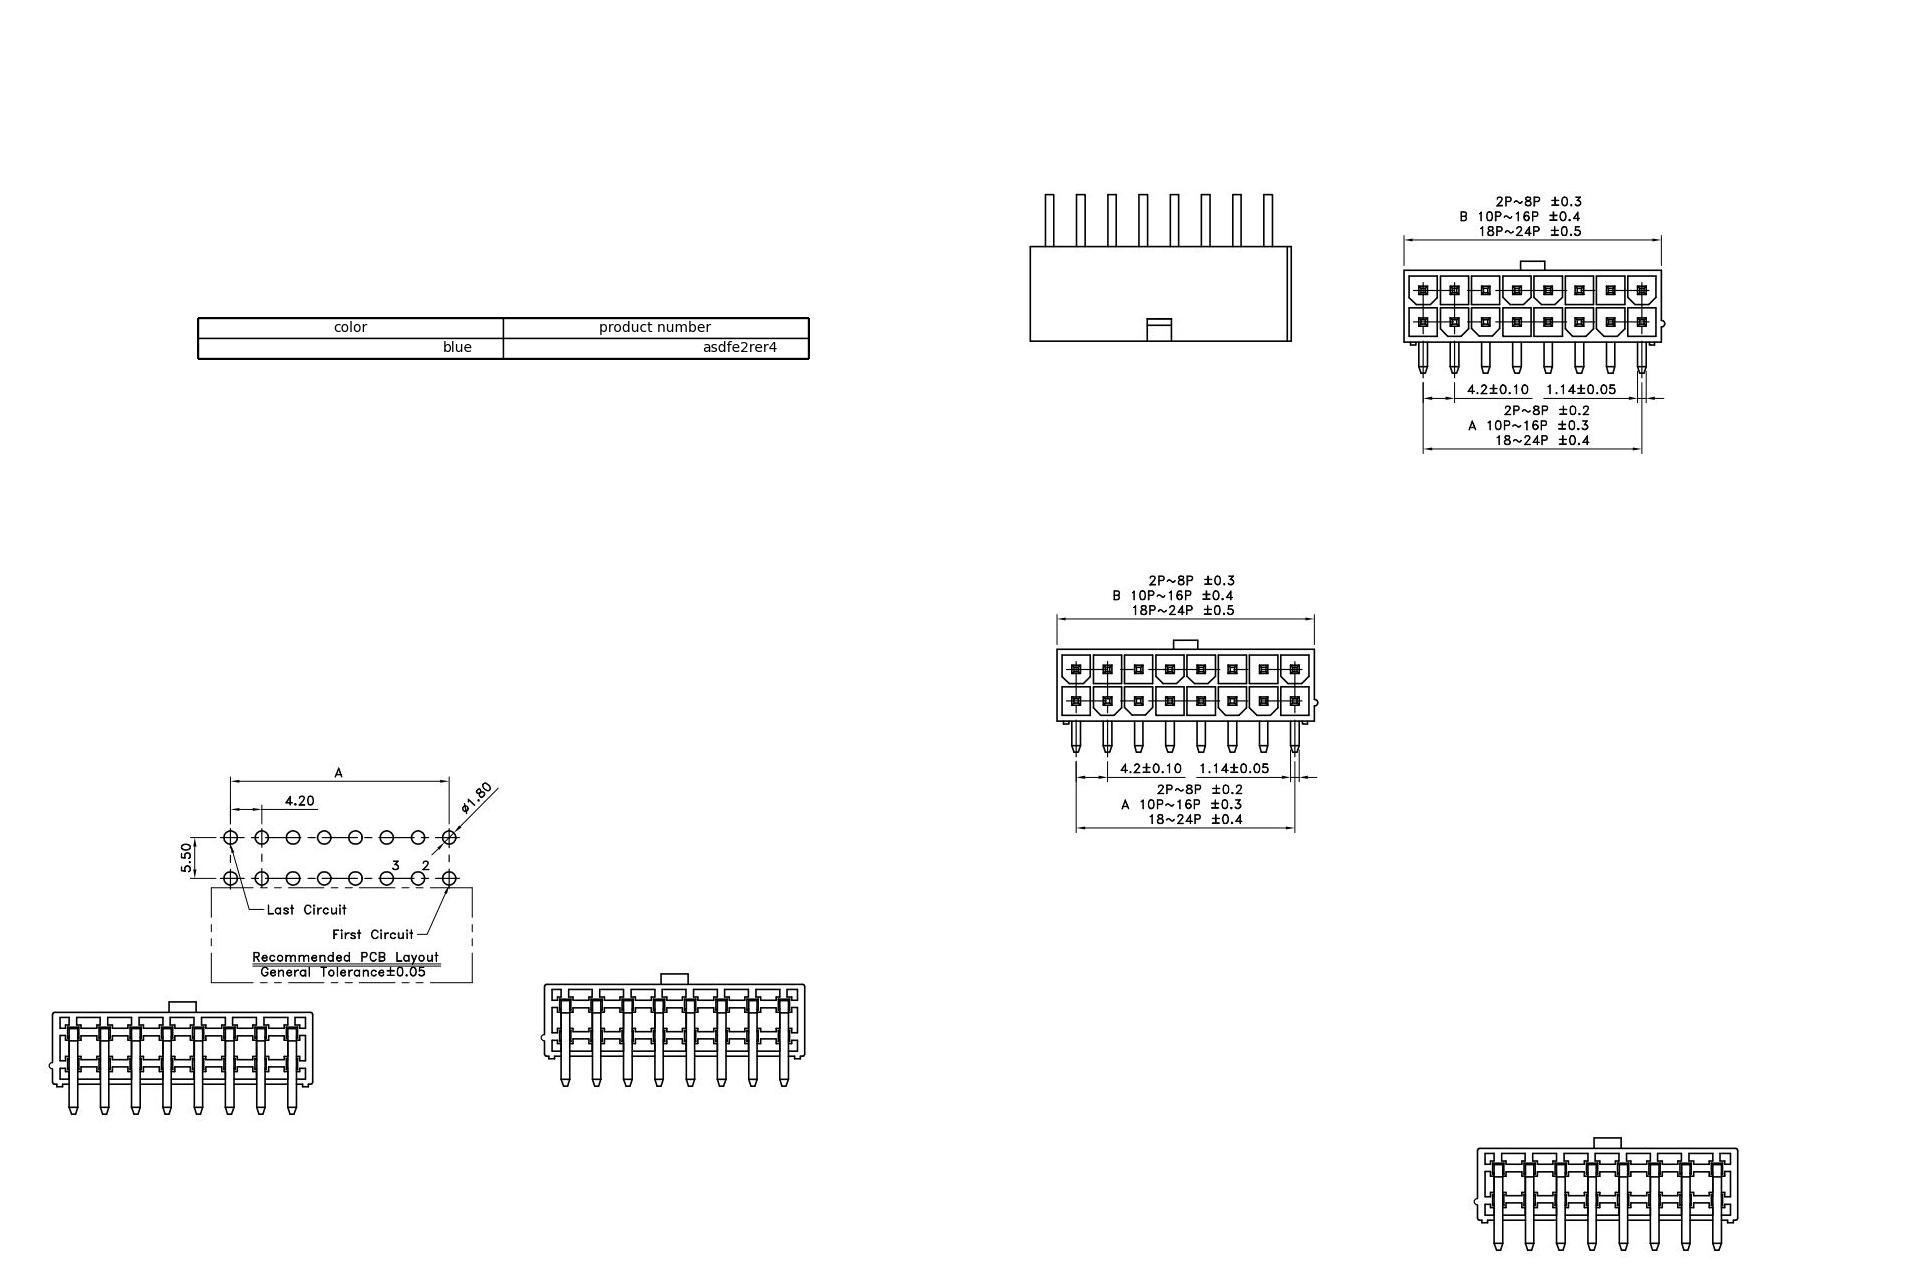 2P~8P ±0.3
B 10P~16P ±0.4
18P~24P ±0.5
color product number
blue asdfe2rer4
4.2±0.10 1.14±0.05
2P~8P ±0.2
A 10P~16P ±0.3
18~24P ±0.4
2P~8P ±0.3
B 10P~16P ±0.4
18P~24P ±0.5
4.2±0.10 1.14±0.05
2P~8P ±0.2
A 10P~16P ±0.3
18~24P ±0.4
A
4.20
ø1.80
5.50
3 2
Last Circuit
First Circuit
Recommended PCB Layout
General Tolerance±0.05